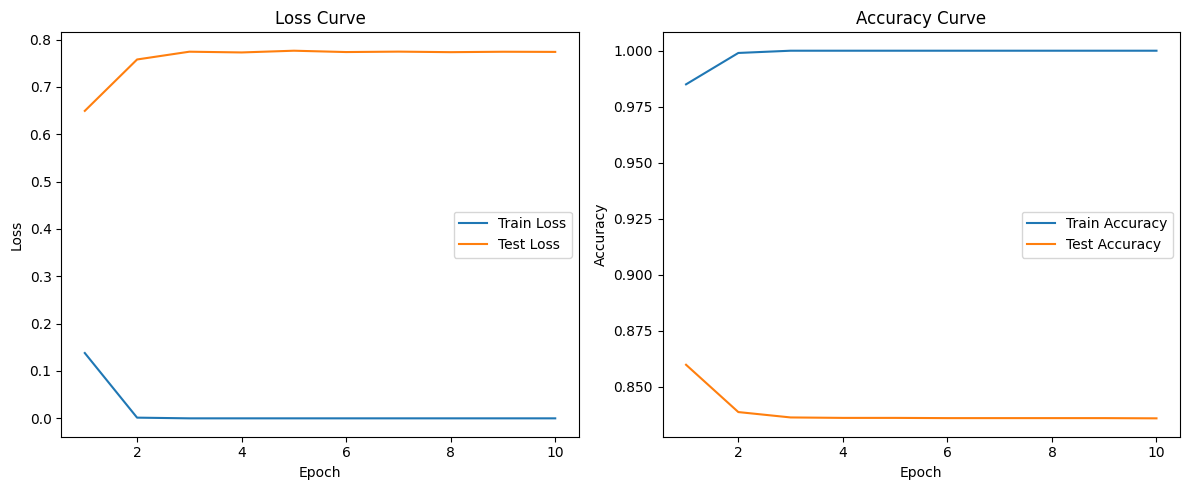 Loss Curve
0.8
0.7
0.6
0.5
0.4
0.3
0.2
0.1
0.0
Loss
Train Loss
Test Loss
2 4 6 8 10
Epoch
Accuracy Curve
1.000
0.975
0.950
0.925
0.900
0.875
0.850
Accuracy
Train Accuracy
Test Accuracy
2 4 6 8 10
Epoch